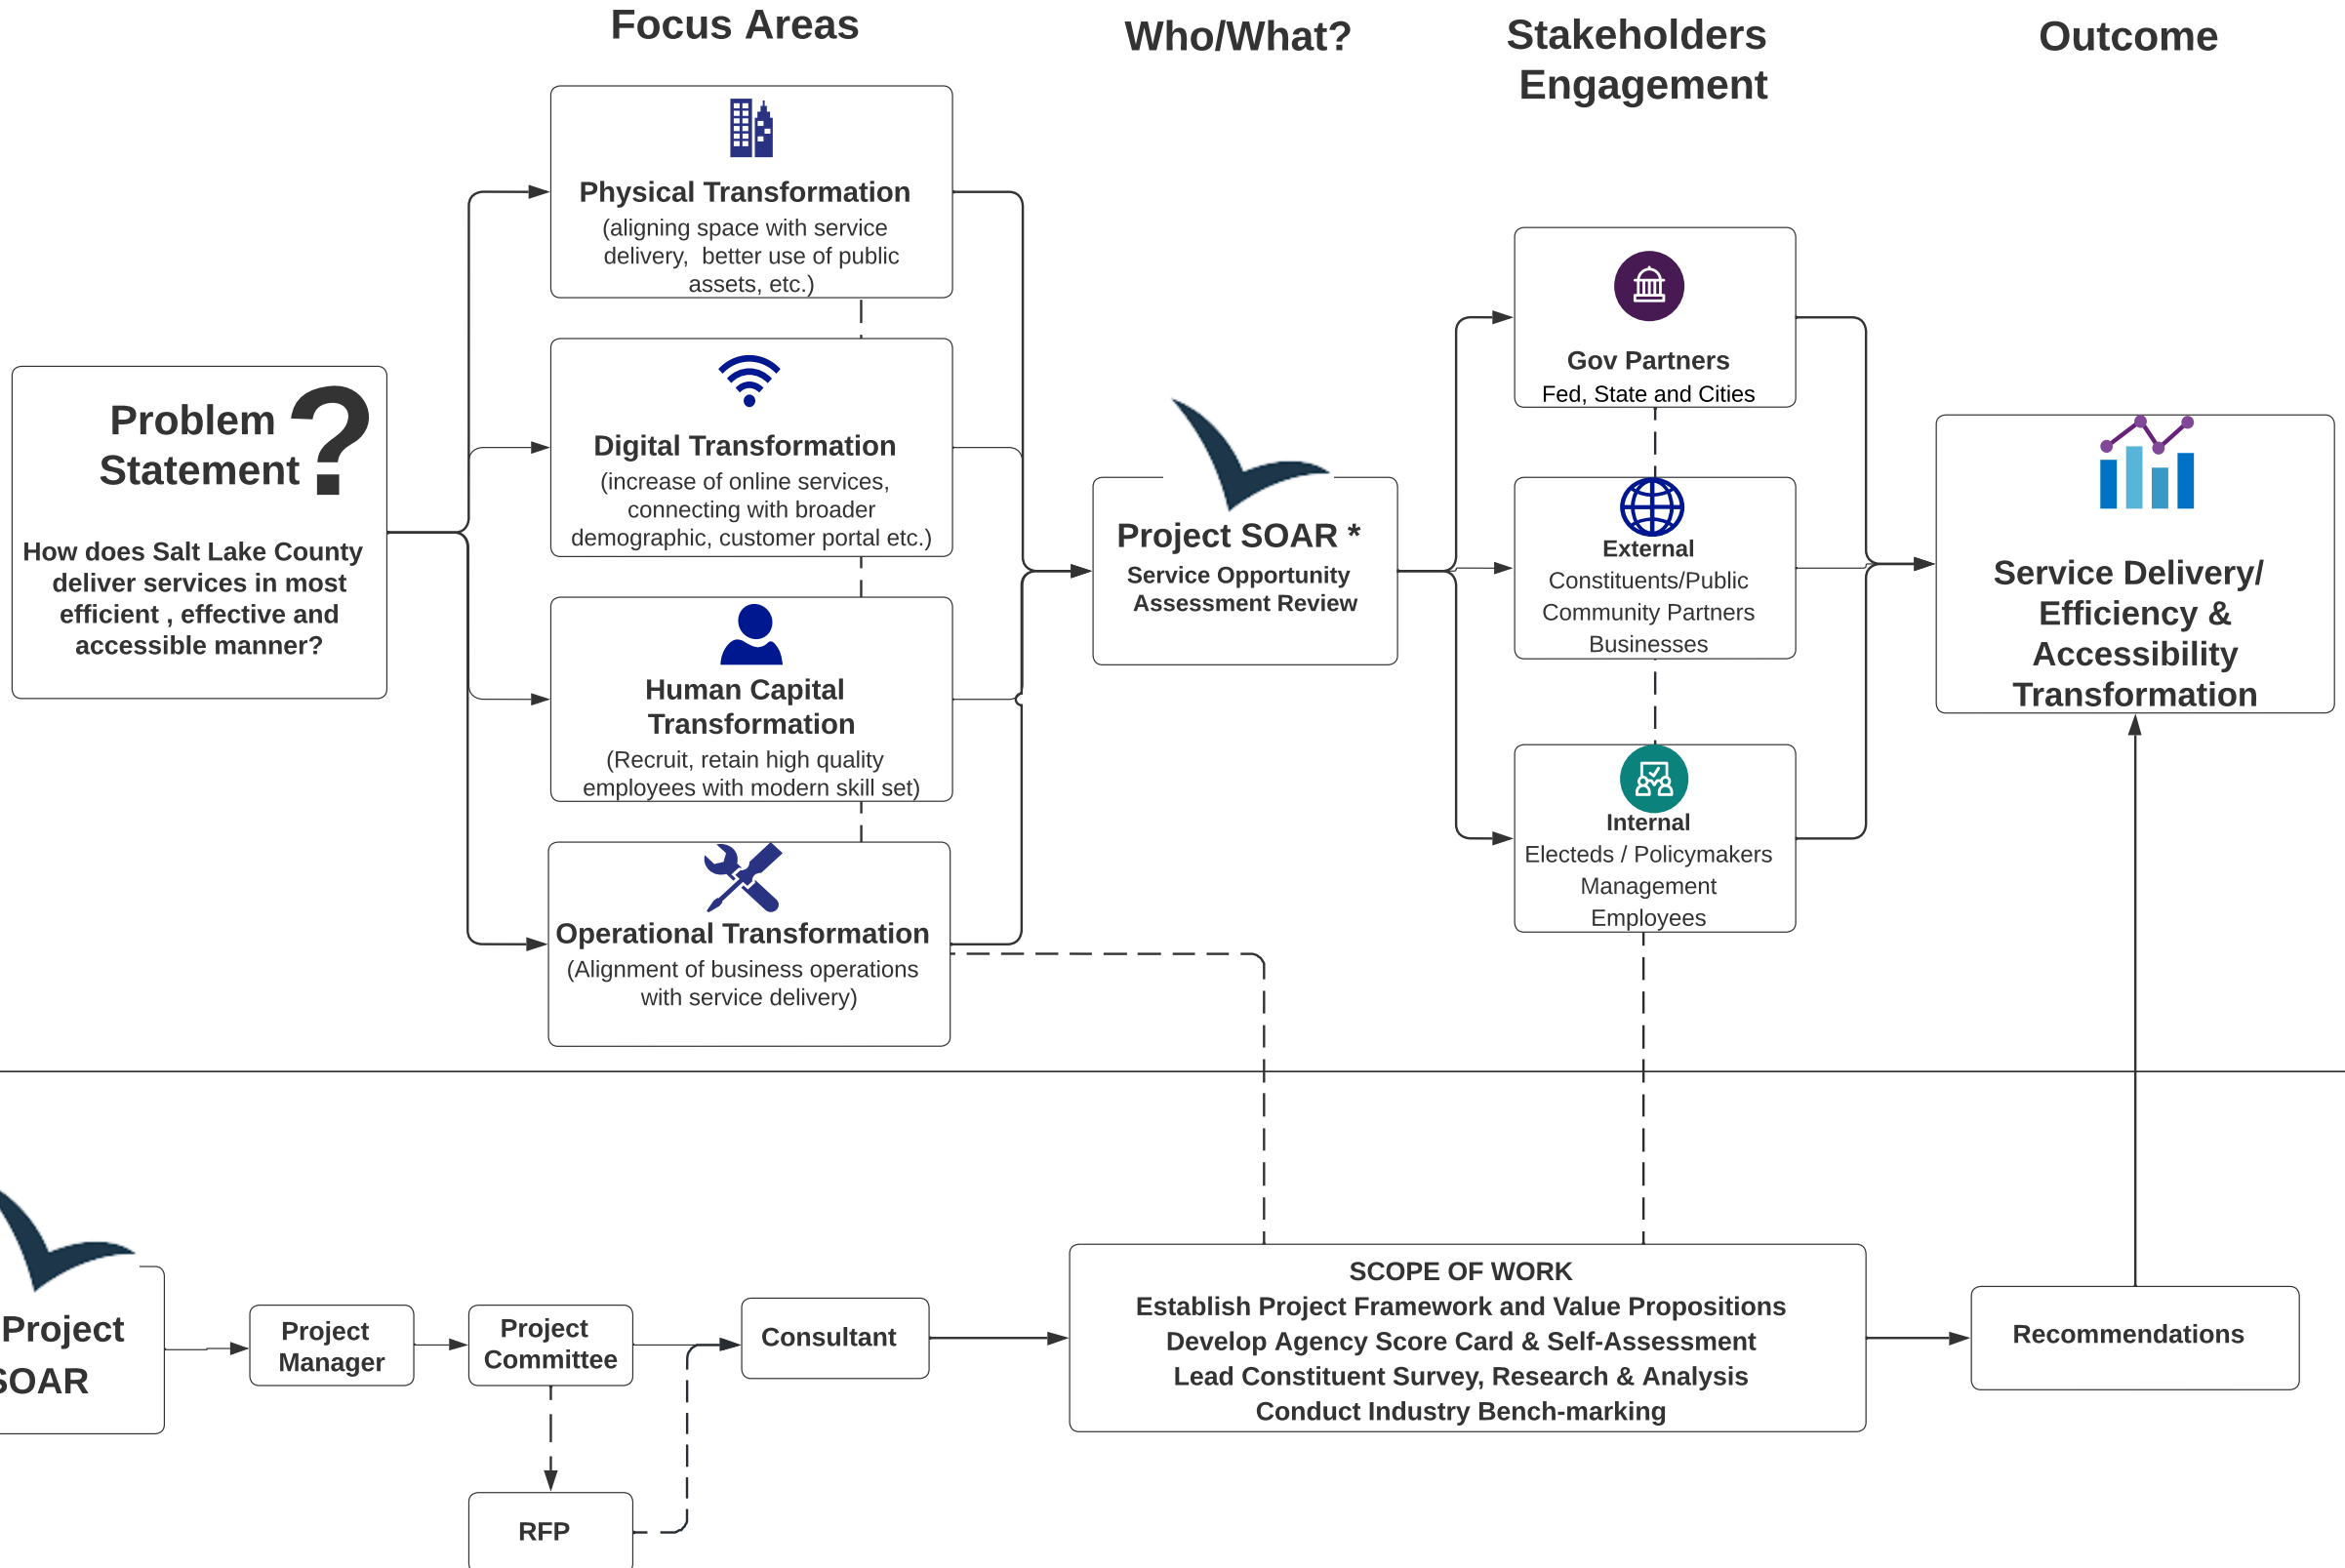 Focus Areas
Who/What?
Stakeholders
Engagement
Outcome
Problem
Statement
?
How does Salt Lake County
deliver services in most
efficient , effective and
accessible manner?
Physical Transformation
(aligning space with service
delivery,  better use of public
assets, etc.)
Digital Transformation
(increase of online services,
connecting with broader
demographic, customer portal etc.)
Human Capital
Transformation
(Recruit, retain high quality
employees with modern skill set)
Operational Transformation
(Alignment of business operations
with service delivery)
Project SOAR *
Service Opportunity
Assessment Review
Gov Partners
Fed, State and Cities
External
Constituents/Public
Community Partners
Businesses
Internal
Electeds / Policymakers
Management
Employees
Service Delivery/
Efficiency &
Accessibility
Transformation
Project
SOAR
Project
Manager
Project
Committee
RFP
Consultant
SCOPE OF WORK
Establish Project Framework and Value Propositions
Develop Agency Score Card & Self-Assessment
Lead Constituent Survey, Research & Analysis
Conduct Industry Bench-marking
Recommendations